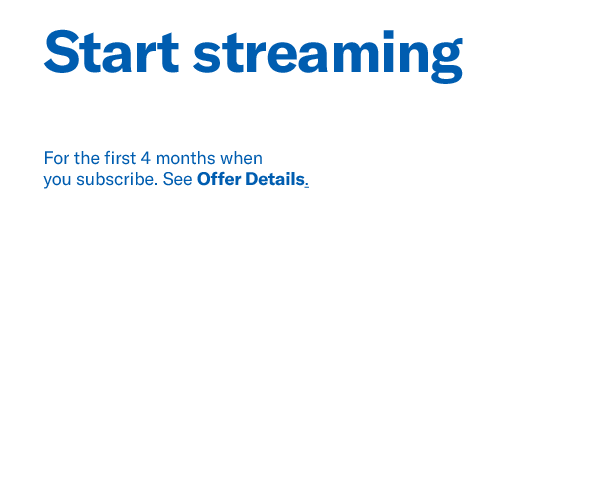 Start streaming
For the first 4 months when
you subscribe. See Offer Details.